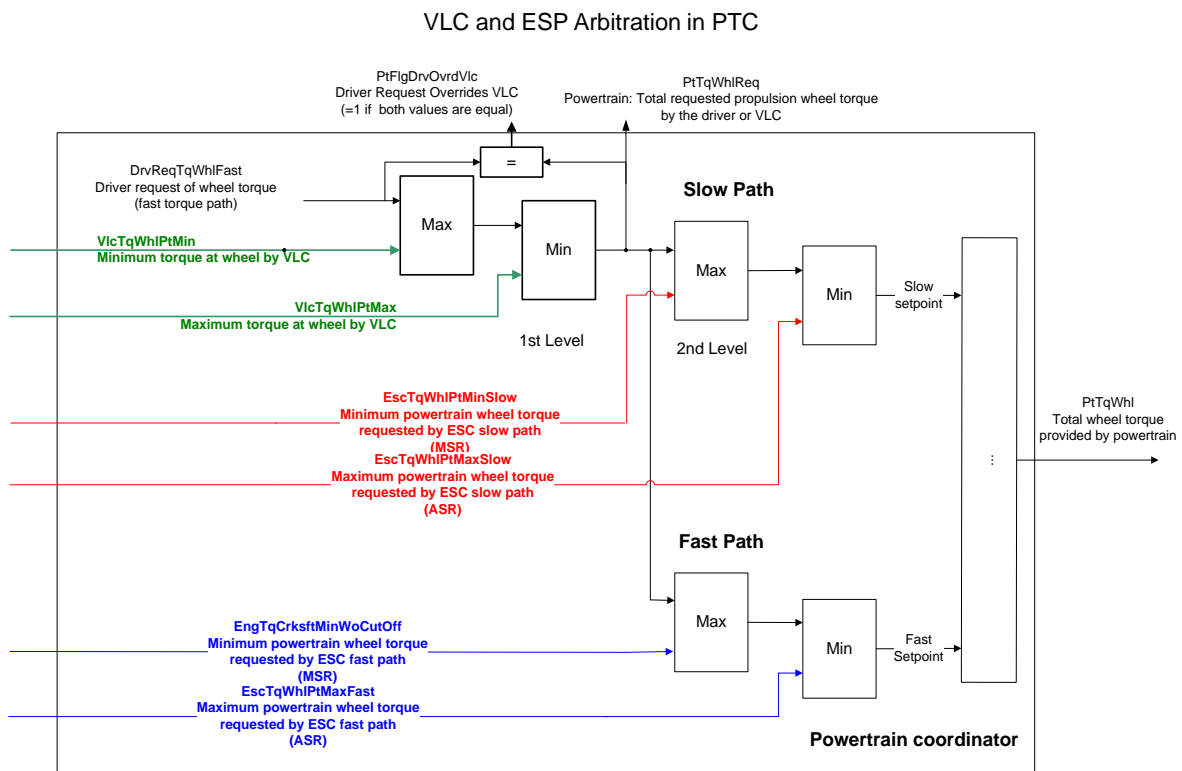 VLC and ESP Arbitration in PTC
PtFlgDrvOvrdVlc
Driver Request Overrides VLC
(=1 if both values are equal)
PtTqWhlReq
Powertrain: Total requested propulsion wheel torque
by the driver or VLC
=
DrvReqTqWhlFast
Driver request of wheel torque
(fast torque path)
Max
Min
Slow Path
Max
Min
Slow
setpoint
VlcTqWhlPtMin
Minimum torque at wheel by VLC
VlcTqWhlPtMax
Maximum torque at wheel by VLC
1st Level
2nd Level
EscTqWhlPtMinSlow
Minimum powertrain wheel torque
requested by ESC slow path
(MSR)
EscTqWhlPtMaxSlow
Maximum powertrain wheel torque
requested by ESC slow path
(ASR)
PtTqWhl
Total wheel torque
provided by powertrain
...
Fast Path
Max
Min
Fast
Setpoint
EngTqCrksftMinWoCutOff
Minimum powertrain wheel torque
requested by ESC fast path
(MSR)
EscTqWhlPtMaxFast
Maximum powertrain wheel torque
requested by ESC fast path
(ASR)
Powertrain coordinator